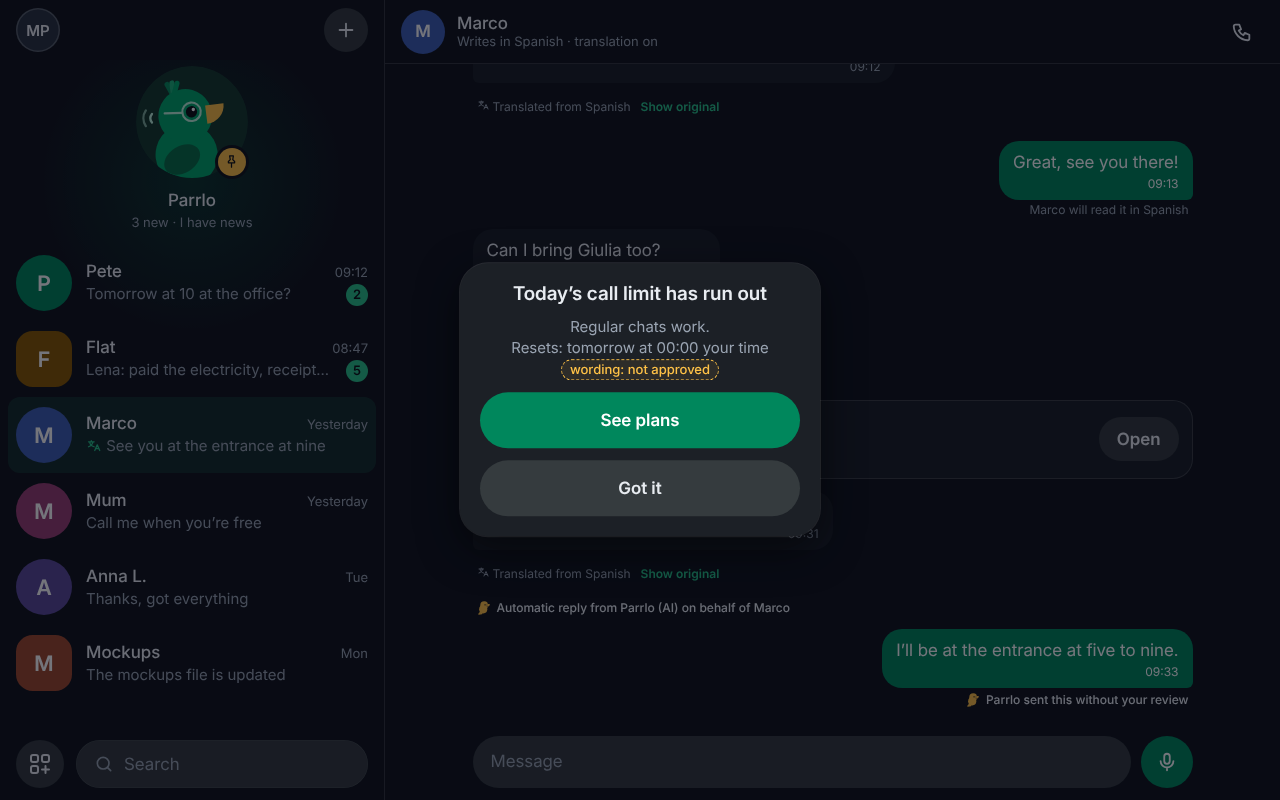 MP
Parrlo
3 new · I have news
P
Pete
09:12
Tomorrow at 10 at the office?
2
F
Flat
08:47
Lena: paid the electricity, receipt…
5
M
Marco
Yesterday
See you at the entrance at nine
M
Mum
Yesterday
Call me when you're free
A
Anna L.
Tue
Thanks, got everything
M
Mockups
Mon
The mockups file is updated
Search
M
Marco
Writes in Spanish · translation on
09:12
Translated from Spanish Show original
Great, see you there!
09:13
Marco will read it in Spanish
Can I bring Giulia too?
Today’s call limit has run out
Regular chats work.
Resets: tomorrow at 00:00 your time
wording: not approved
See plans
Got it
Open
Translated from Spanish Show original
Automatic reply from Parrlo (AI) on behalf of Marco
I’ll be at the entrance at five to nine.
09:33
Parrlo sent this without your review
Message